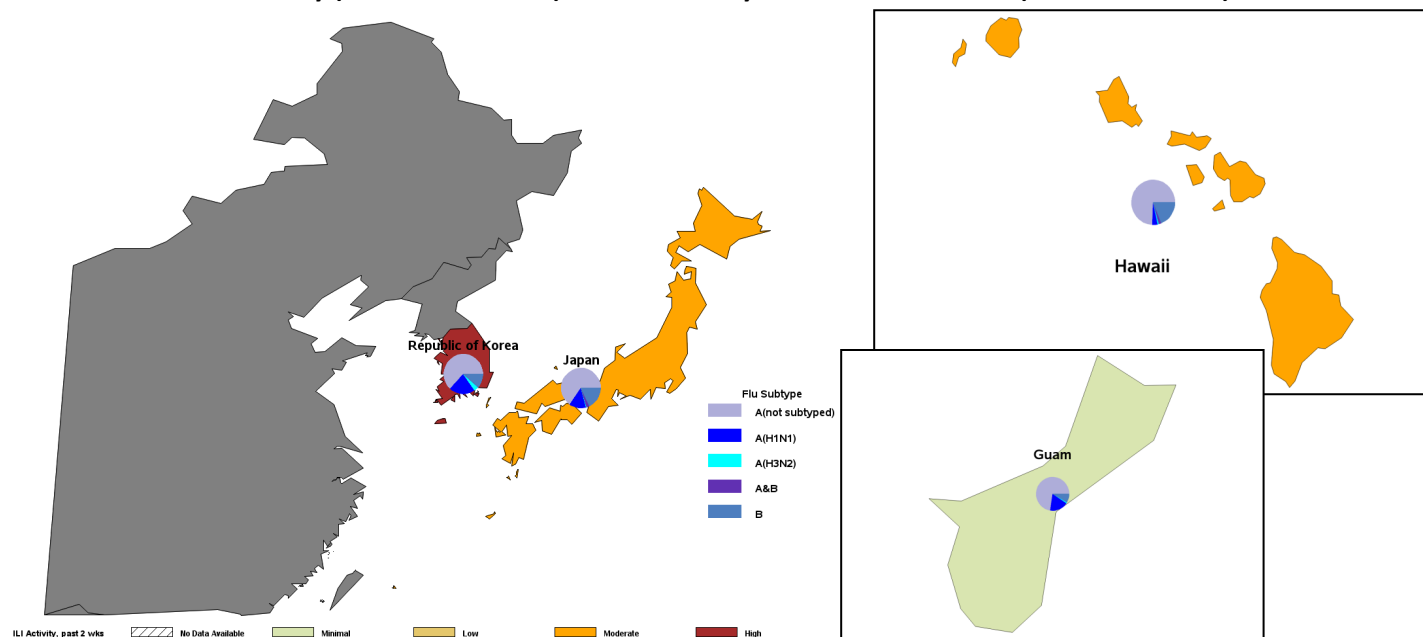 Hawaii
Republic of Korea
Japan
Flu Subtype
A(not subtyped)
A(H1N1)
A(H3N2)
A&B
B
Guam
ILI Activity, past 2 wks No Data Available Minimal Low Moderate High